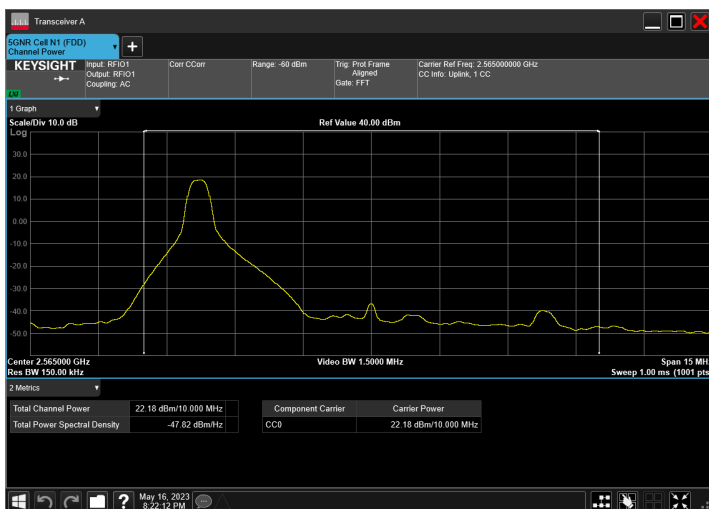 Transceiver A
5GNR Cell N1 (FDD)
Channel Power
KEYSIGHT
LXI
Input: RFIO1
Output: RFIO1
Coupling: AC
Corr CCorr
Range: -60 dBm
Trig: Prot Frame
Aligned
Gate: FFT
Carrier Ref Freq: 2.565000000 GHz
CC Info: Uplink, 1 CC
1 Graph
Scale/Div 10.0 dB
Ref Value 40.00 dBm
Log
30.0
20.0
10.0
0.00
-10.0
-20.0
-30.0
-40.0
-50.0
Center 2.565000 GHz
Video BW 1.5000 MHz
Span 15 MHz
Res BW 150.00 kHz
Sweep 1.00 ms (1001 pts)
2 Metrics
Total Channel Power 22.18 dBm/10.000 MHz
Total Power Spectral Density -47.82 dBm/Hz
Component Carrier Carrier Power
CC0 22.18 dBm/10.000 MHz
?
May 16, 2023
8:22:12 PM